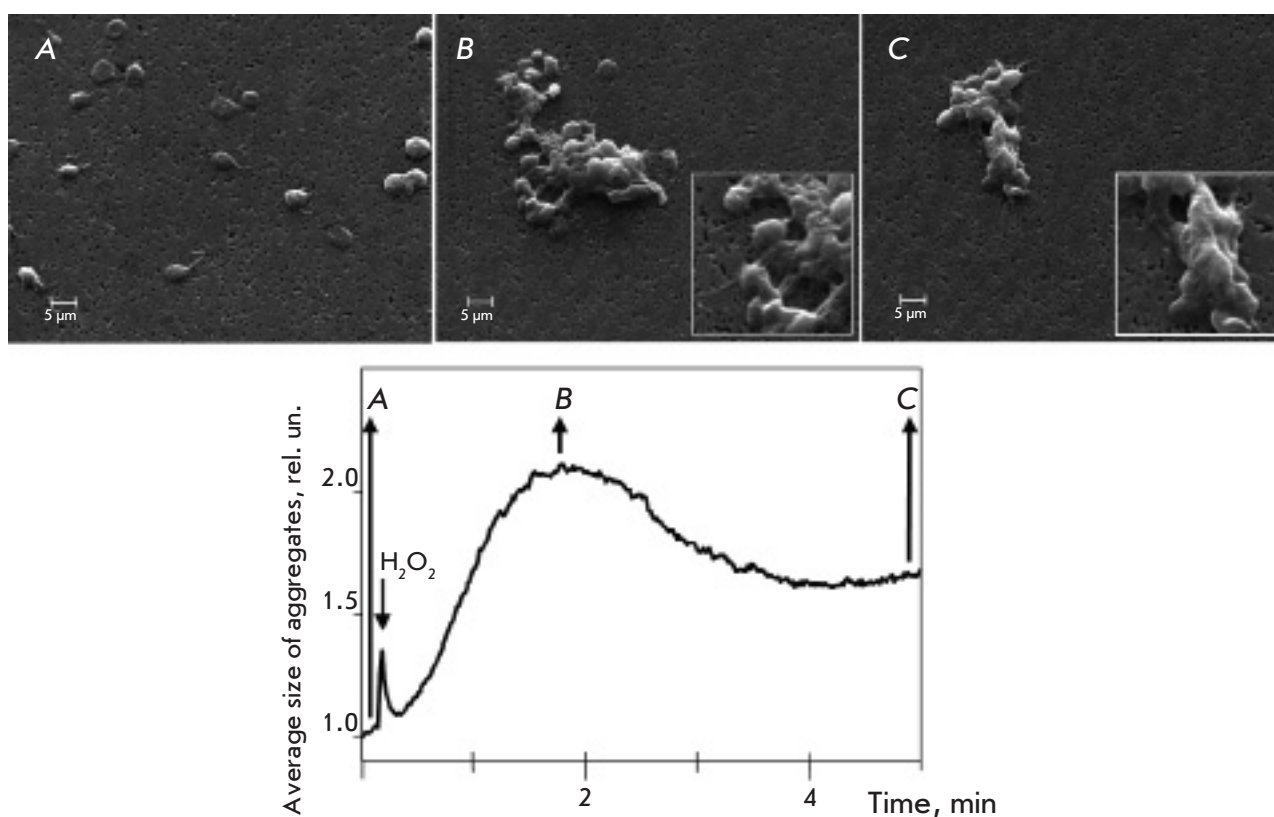 A
B
C
5 µm
5 µm
5 µm
A
B
C
Average size of aggregates, rel. un.
2.0
H₂O₂
1.5
1.0
2
4
Time, min